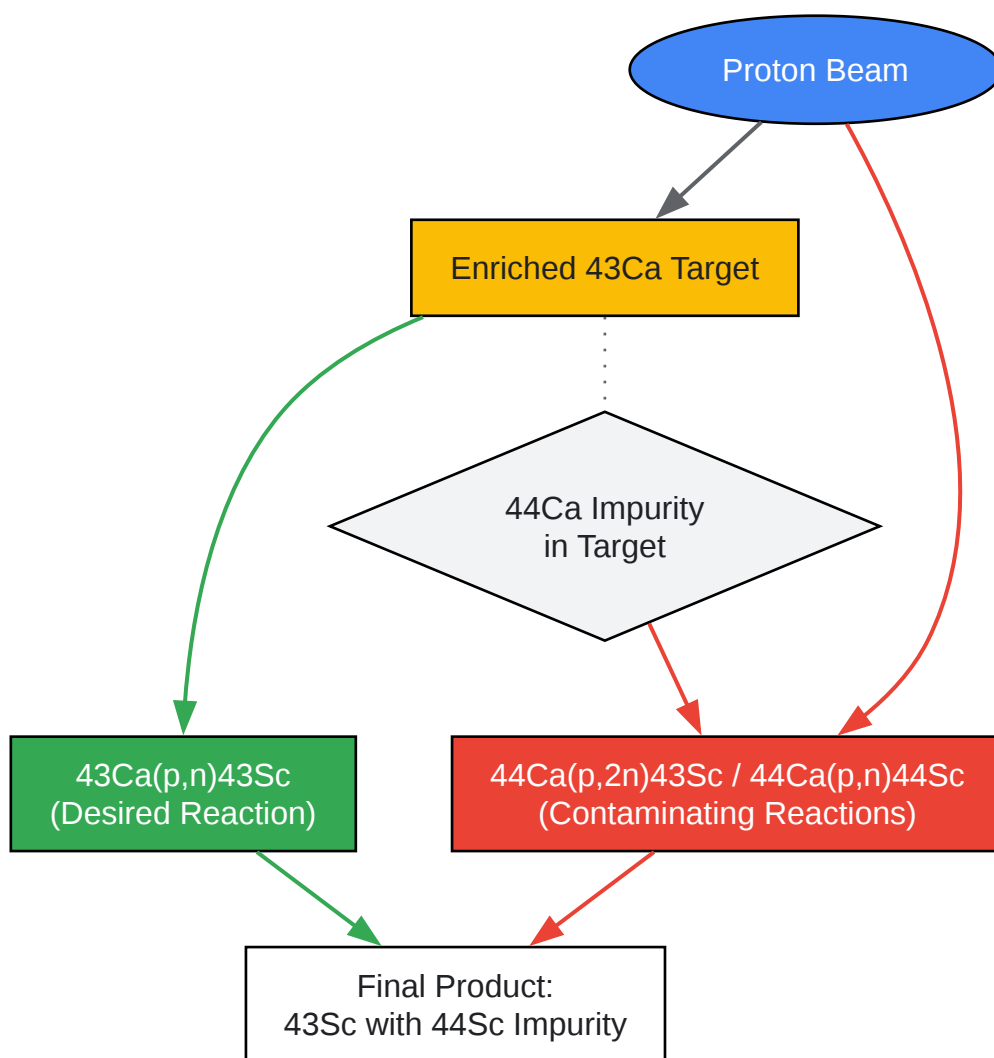 Proton Beam
Enriched 43Ca Target
44Ca Impurity
in Target
43Ca(p,n)43Sc
(Desired Reaction)
44Ca(p,2n)43Sc / 44Ca(p,n)44Sc
(Contaminating Reactions)
Final Product:
43Sc with 44Sc Impurity